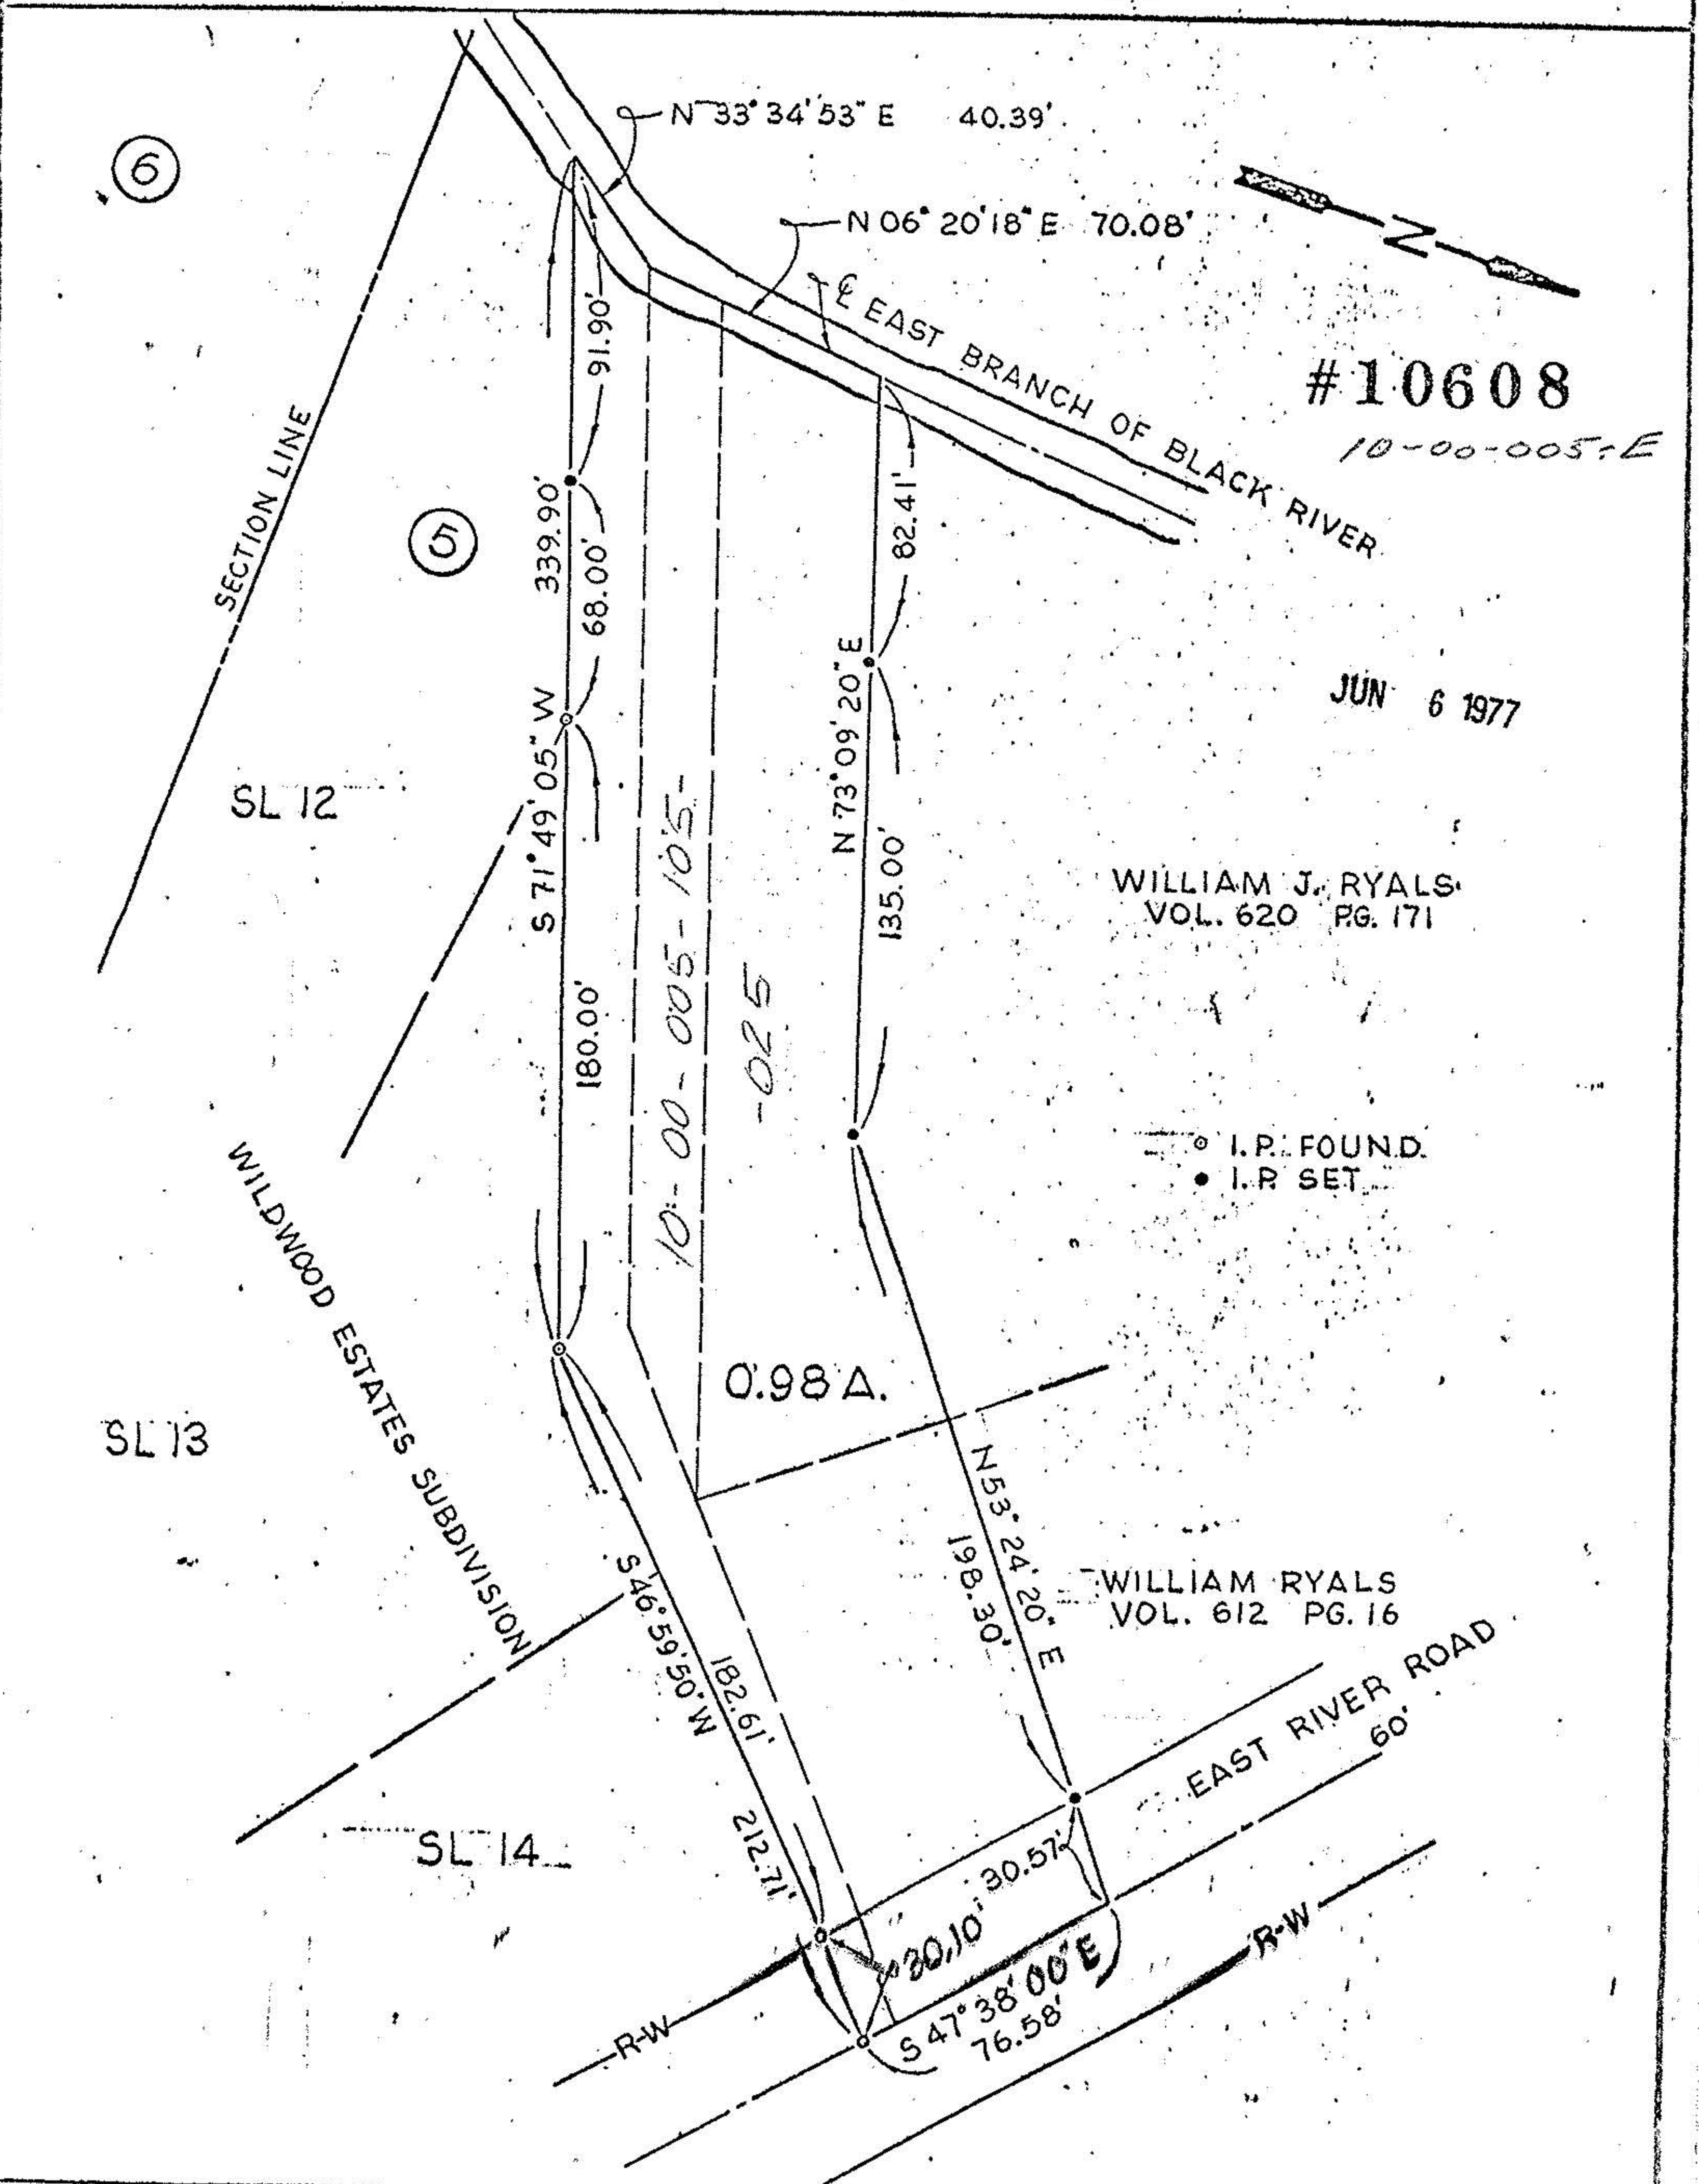 N 33° 34' 53" E 40.39'
6
N 06° 20' 18" E 70.08'
N
℄ EAST BRANCH OF BLACK RIVER
#10608
10-00-005-E
91.90'
SECTION LINE
5
339.90'
68.00'
82.41'
S 71° 49' 05" W
N 73° 09' 20" E
JUN 6 1977
SL 12
135.00'
WILLIAM J. RYALS
VOL. 620 PG. 171
10-00-005-105-
-025
180.00'
I.P. FOUND
I.P. SET
WILDWOOD ESTATES SUBDIVISION
0.98 A.
SL 13
N 53° 24' 20" E
198.30'
S 46° 59' 50" W
182.61'
212.71'
WILLIAM RYALS
VOL. 612 PG. 16
EAST RIVER ROAD
60'
SL 14
30.57'
30.10'
R-W
S 47° 38' 00" E
76.58'
R-W